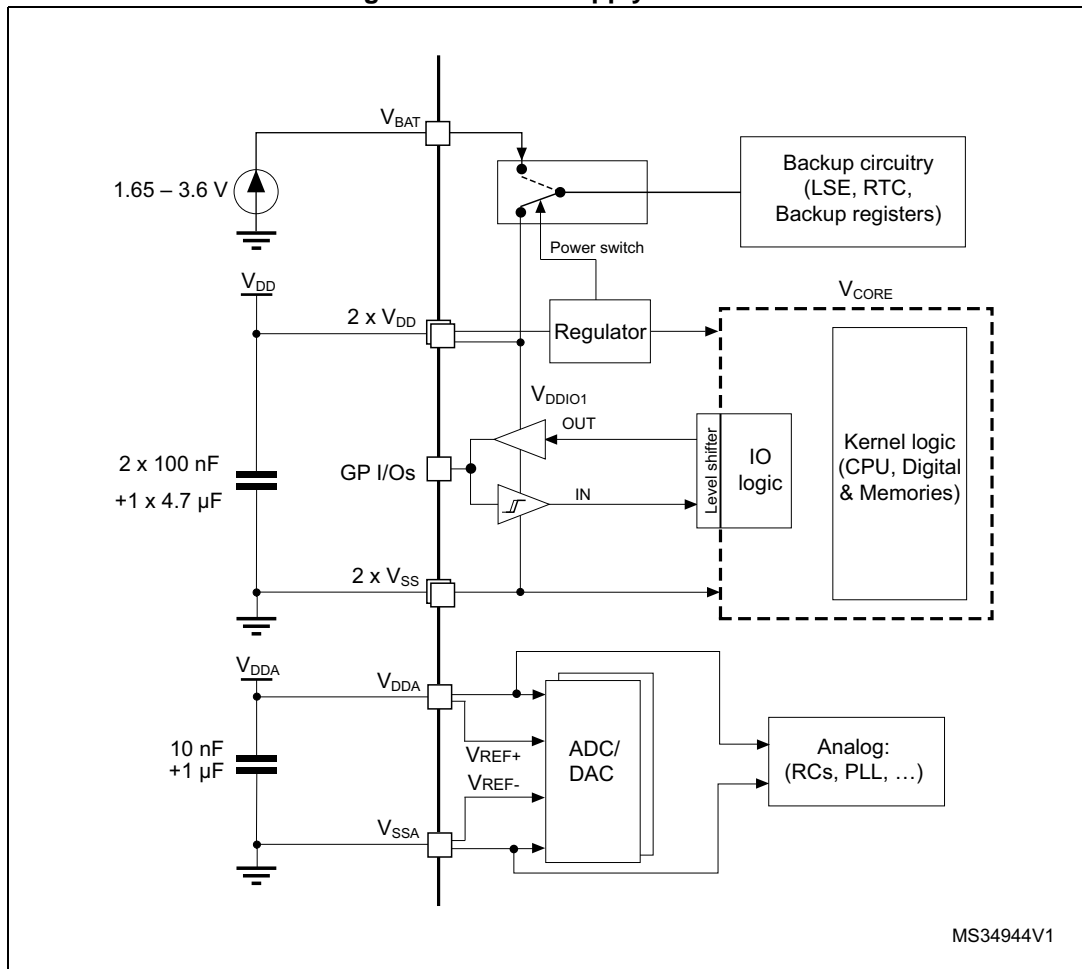 VBAT
1.65 – 3.6 V
Backup circuitry
(LSE, RTC,
Backup registers)
Power switch
VDD
2 x VDD
Regulator
VCORE
VDDIO1
OUT
2 x 100 nF
+1 x 4.7 µF
GP I/Os
IN
Level shifter
IO
logic
Kernel logic
(CPU, Digital
& Memories)
2 x VSS
VDDA
VDDA
10 nF
+1 µF
VREF+
VREF-
ADC/
DAC
Analog:
(RCs, PLL, …)
VSSA
MS34944V1